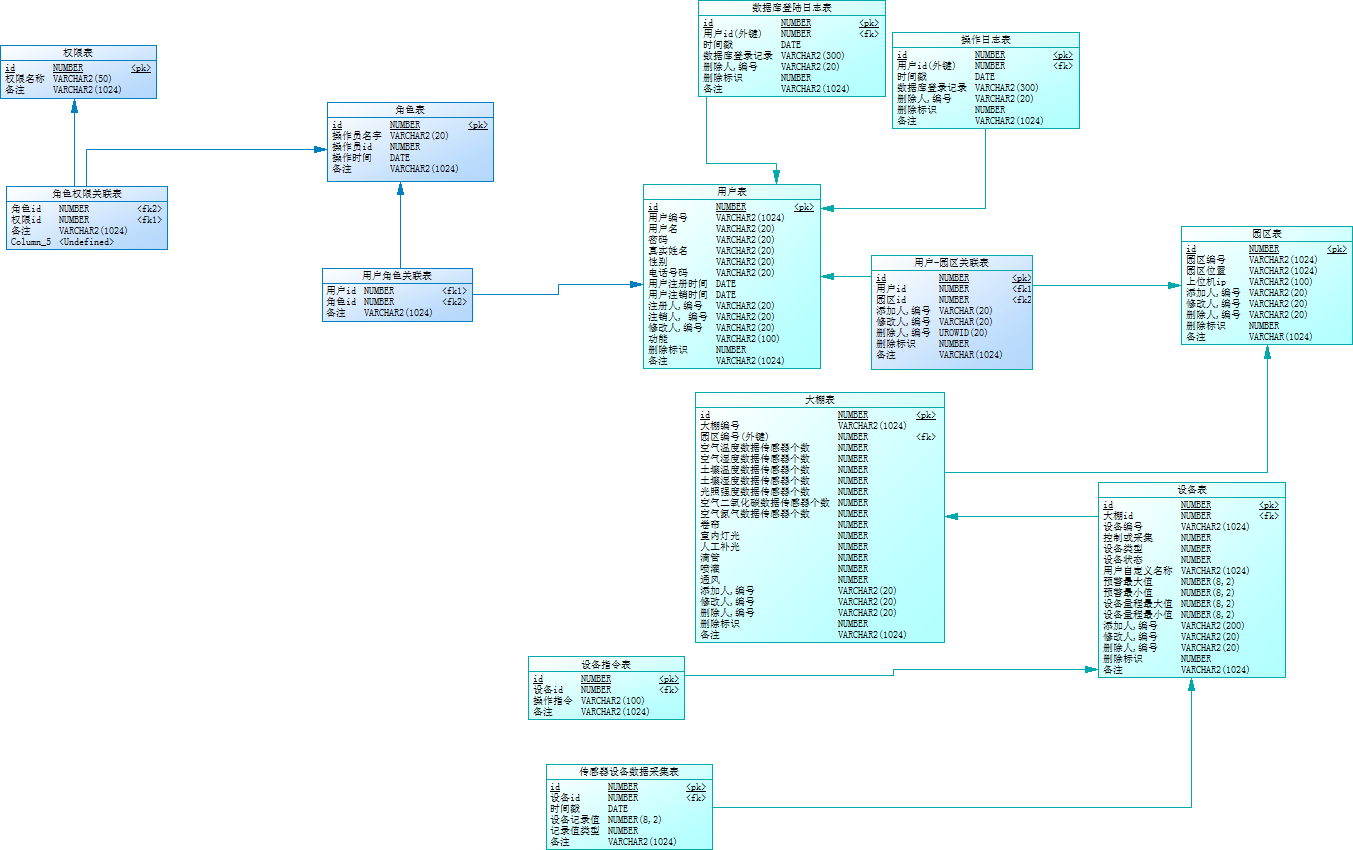 数据库登陆日志表
id NUMBER <pk>
用户id(外键) NUMBER <fk>
时间戳 DATE
数据库登录记录 VARCHAR2(300)
删除人,编号 VARCHAR2(20)
删除标识 NUMBER
备注 VARCHAR2(1024)
操作日志表
id NUMBER <pk>
用户id(外键) NUMBER <fk>
时间戳 DATE
数据库登录记录 VARCHAR2(300)
删除人,编号 VARCHAR2(20)
删除标识 NUMBER
备注 VARCHAR2(1024)
权限表
id NUMBER <pk>
权限名称 VARCHAR2(50)
备注 VARCHAR2(1024)
角色表
id NUMBER <pk>
操作员名字 VARCHAR2(20)
操作员id NUMBER
操作时间 DATE
备注 VARCHAR2(1024)
角色权限关联表
角色id NUMBER <fk2>
权限id NUMBER <fk1>
备注 VARCHAR2(1024)
Column_5 <Undefined>
用户角色关联表
用户id NUMBER <fk1>
角色id NUMBER <fk2>
备注 VARCHAR2(1024)
用户表
id NUMBER <pk>
用户编号 VARCHAR2(1024)
用户名 VARCHAR2(20)
密码 VARCHAR2(20)
真实姓名 VARCHAR2(20)
性别 VARCHAR2(20)
电话号码 VARCHAR2(20)
用户注册时间 DATE
用户注销时间 DATE
注册人,编号 VARCHAR2(20)
注销人, 编号 VARCHAR2(20)
修改人,编号 VARCHAR2(20)
功能 VARCHAR2(100)
删除标识 NUMBER
备注 VARCHAR2(1024)
用户-园区关联表
id NUMBER <pk>
用户id NUMBER <fk1
园区id NUMBER <fk2
添加人,编号 VARCHAR(20)
修改人,编号 VARCHAR(20)
删除人,编号 UROWID(20)
删除标识 NUMBER
备注 VARCHAR(1024)
园区表
id NUMBER <pk>
园区编号 VARCHAR2(1024)
园区位置 VARCHAR2(1024)
上位机ip VARCHAR2(100)
添加人,编号 VARCHAR2(20)
修改人,编号 VARCHAR2(20)
删除人,编号 VARCHAR2(20)
删除标识 NUMBER
备注 VARCHAR(1024)
大棚表
id NUMBER <pk>
大棚编号 VARCHAR2(1024)
园区编号(外键) NUMBER <fk>
空气温度数据传感器个数 NUMBER
空气湿度数据传感器个数 NUMBER
土壤温度数据传感器个数 NUMBER
土壤湿度数据传感器个数 NUMBER
光照强度数据传感器个数 NUMBER
空气二氧化碳数据传感器个数 NUMBER
空气氮气数据传感器个数 NUMBER
卷帘 NUMBER
室内灯光 NUMBER
人工补光 NUMBER
滴管 NUMBER
喷灌 NUMBER
通风 NUMBER
添加人,编号 VARCHAR2(20)
修改人,编号 VARCHAR2(20)
删除人,编号 VARCHAR2(20)
删除标识 NUMBER
备注 VARCHAR2(1024)
设备表
id NUMBER <pk>
大棚id NUMBER <fk>
设备编号 VARCHAR2(1024)
控制或采集 NUMBER
设备类型 NUMBER
设备状态 NUMBER
用户自定义名称 VARCHAR2(1024)
预警最大值 NUMBER(8,2)
预警最小值 NUMBER(8,2)
设备量程最大值 NUMBER(8,2)
设备量程最小值 NUMBER(8,2)
添加人,编号 VARCHAR2(200)
修改人,编号 VARCHAR2(20)
删除人,编号 VARCHAR2(20)
删除标识 NUMBER
备注 VARCHAR2(1024)
设备指令表
id NUMBER <pk>
设备id NUMBER <fk>
操作指令 VARCHAR2(100)
备注 VARCHAR2(1024)
传感器设备数据采集表
id NUMBER <pk>
设备id NUMBER <fk>
时间戳 DATE
设备记录值 NUMBER(8,2)
记录值类型 NUMBER
备注 VARCHAR2(1024)